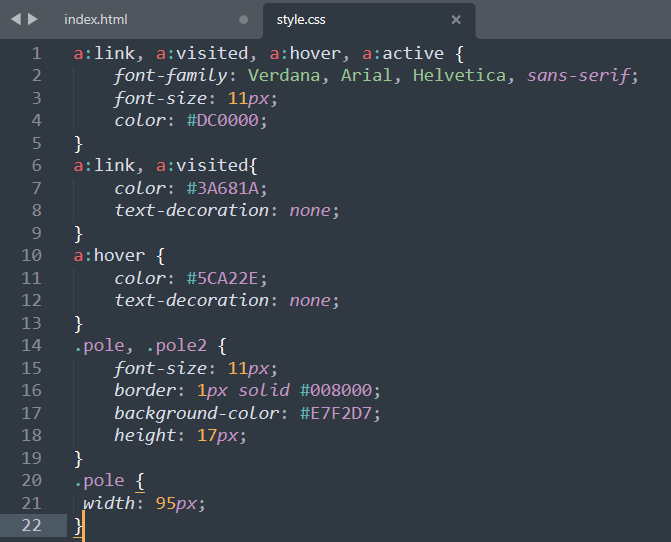 index.html
style.css
1 a:link, a:visited, a:hover, a:active {
2 font-family: Verdana, Arial, Helvetica, sans-serif;
3 font-size: 11px;
4 color: #DC0000;
5 }
6 a:link, a:visited{
7 color: #3A681A;
8 text-decoration: none;
9 }
10 a:hover {
11 color: #5CA22E;
12 text-decoration: none;
13 }
14 .pole, .pole2 {
15 font-size: 11px;
16 border: 1px solid #008000;
17 background-color: #E7F2D7;
18 height: 17px;
19 }
20 .pole {
21 width: 95px;
22 }